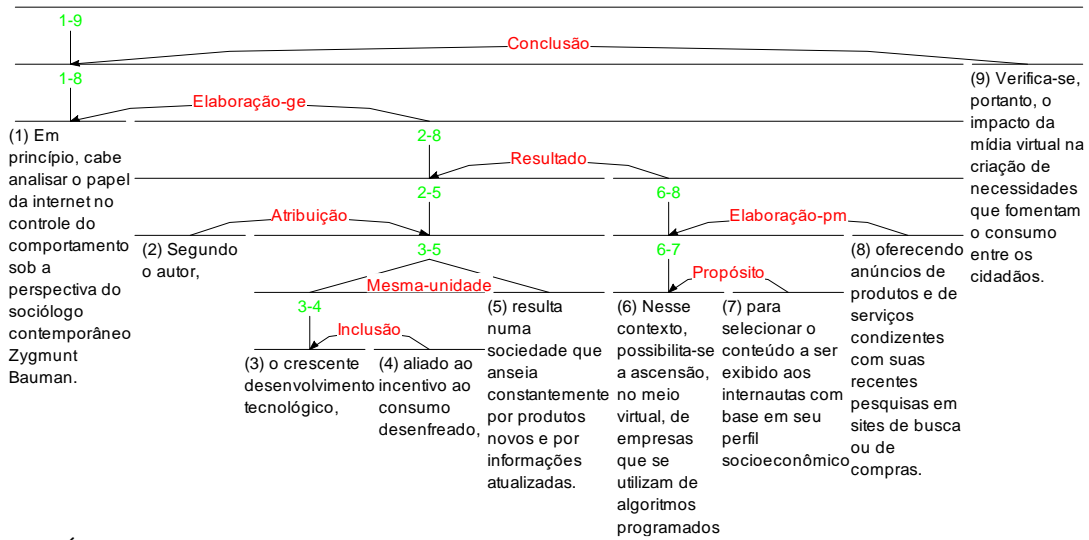 1-9
Conclusão
1-8
Elaboração-ge
2-8
Resultado
2-5
6-8
Atribuição
Elaboração-pm
3-5
6-7
Mesma-unidade
Propósito
3-4
Inclusão
(1) Em
princípio, cabe
analisar o papel
da internet no
controle do
comportamento
sob a
perspectiva do
sociólogo
contemporâneo
Zygmunt
Bauman.
(2) Segundo
o autor,
(3) o crescente
desenvolvimento
tecnológico,
(4) aliado ao
incentivo ao
consumo
desenfreado,
(5) resulta
numa
sociedade que
anseia
constantemente
por produtos
novos e por
informações
atualizadas.
(6) Nesse
contexto,
possibilita-se
a ascensão,
no meio
virtual, de
empresas
que se
utilizam de
algoritmos
programados
(7) para
selecionar o
conteúdo a ser
exibido aos
internautas com
base em seu
perfil
socioeconômico
(8) oferecendo
anúncios de
produtos e de
serviços
condizentes
com suas
recentes
pesquisas em
sites de busca
ou de
compras.
(9) Verifica-se,
portanto, o
impacto da
mídia virtual na
criação de
necessidades
que fomentam
o consumo
entre os
cidadãos.